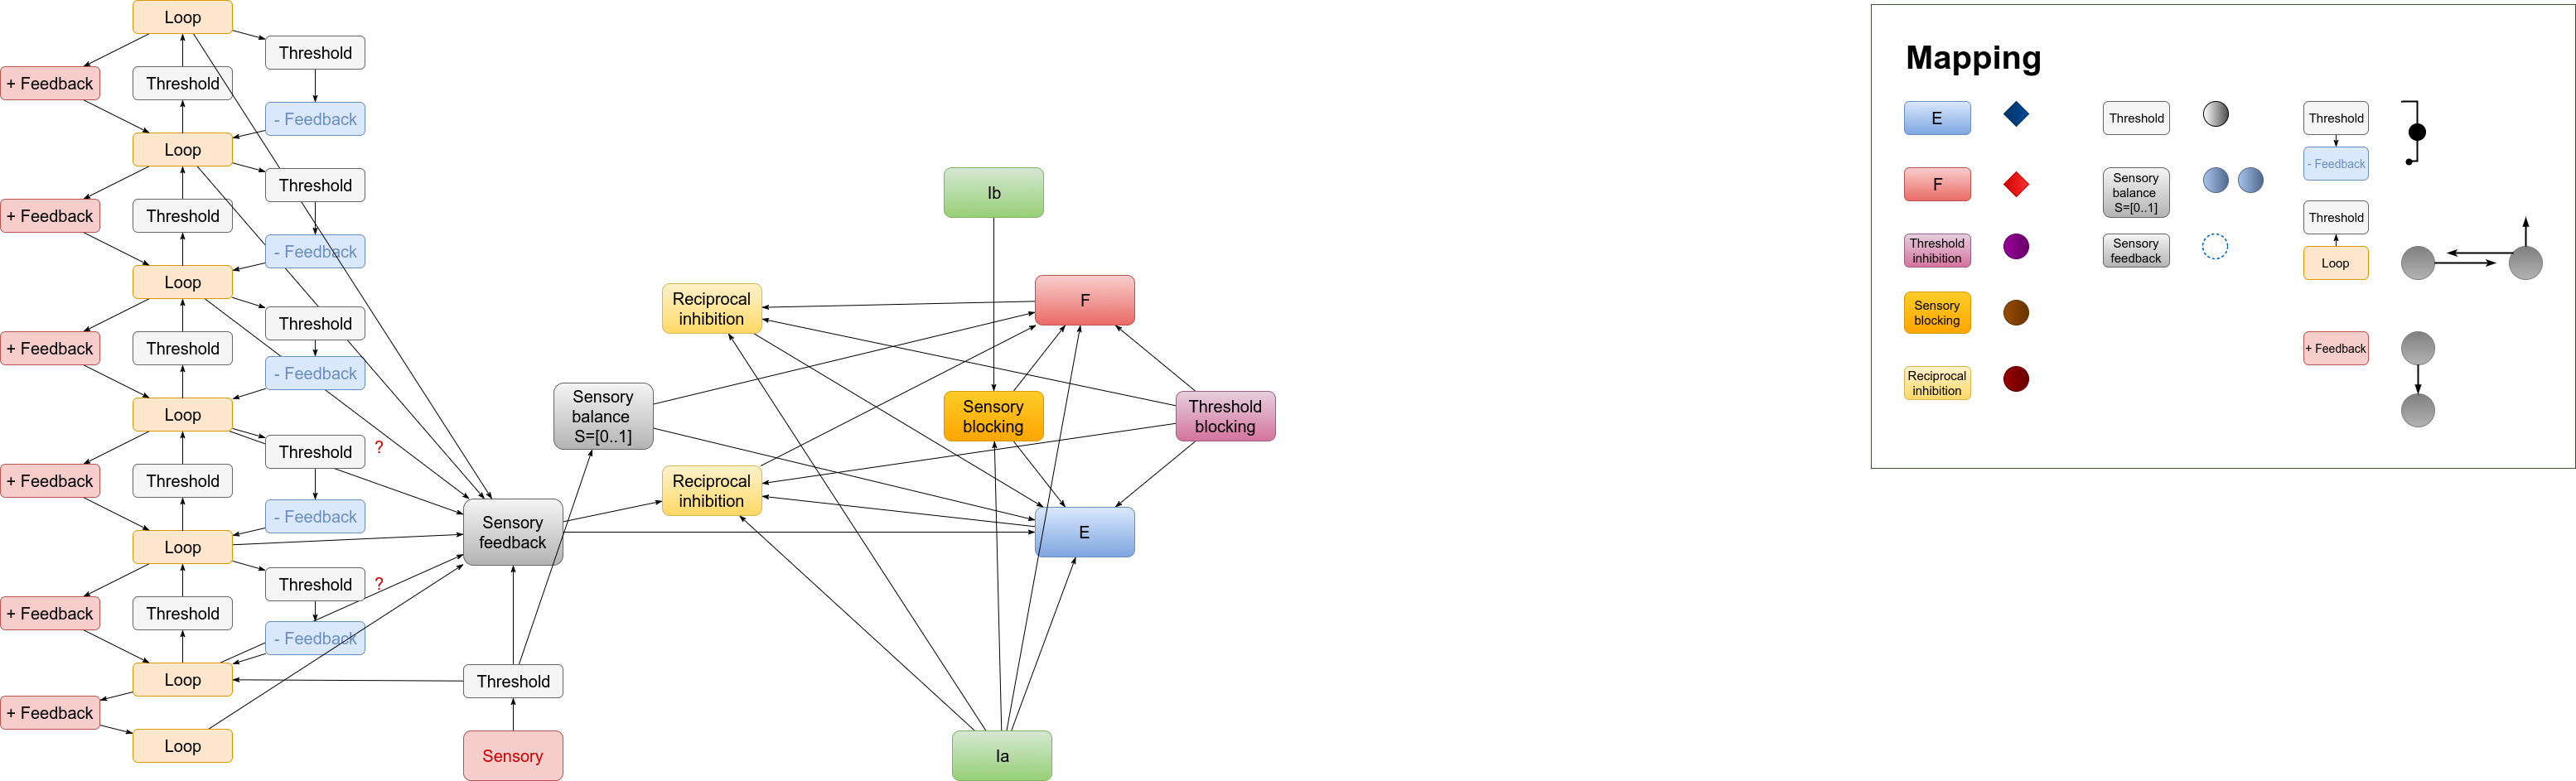 Loop
Threshold
+ Feedback
Threshold
- Feedback
Loop
Threshold
+ Feedback
Threshold
- Feedback
Loop
Threshold
+ Feedback
Threshold
- Feedback
Loop
Threshold
?
+ Feedback
Threshold
- Feedback
Loop
Threshold
?
+ Feedback
Threshold
- Feedback
Loop
+ Feedback
Loop
Sensory
feedback
Threshold
Sensory
Sensory
balance
S=[0..1]
Reciprocal
inhibition
Reciprocal
inhibition
Ib
F
Sensory
blocking
Threshold
blocking
E
Ia
Mapping
E
F
Threshold
inhibition
Sensory
blocking
Reciprocal
inhibition
Threshold
Sensory
balance
S=[0..1]
Sensory
feedback
Threshold
- Feedback
Threshold
Loop
+ Feedback